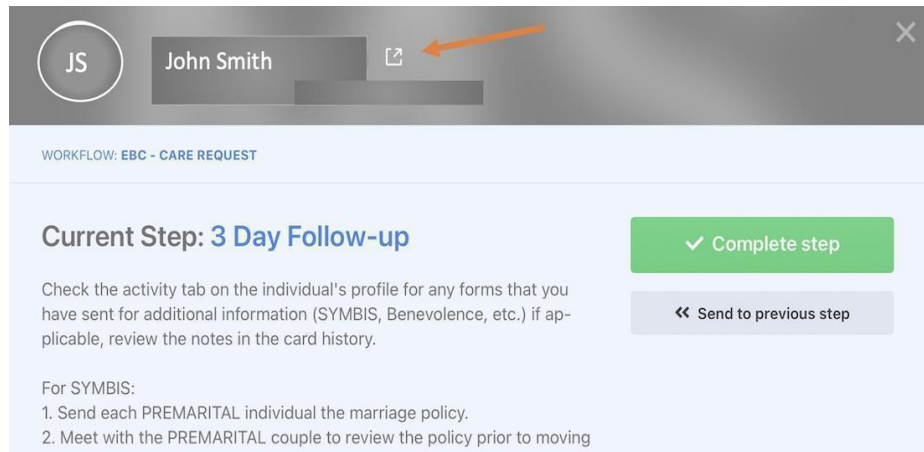 JS
John Smith
WORKFLOW: EBC - CARE REQUEST
Current Step: 3 Day Follow-up
Complete step
Check the activity tab on the individual's profile for any forms that you
have sent for additional information (SYMBIS, Benevolence, etc.) if ap-
plicable, review the notes in the card history.
Send to previous step
For SYMBIS:
1. Send each PREMARITAL individual the marriage policy.
2. Meet with the PREMARITAL couple to review the policy prior to moving